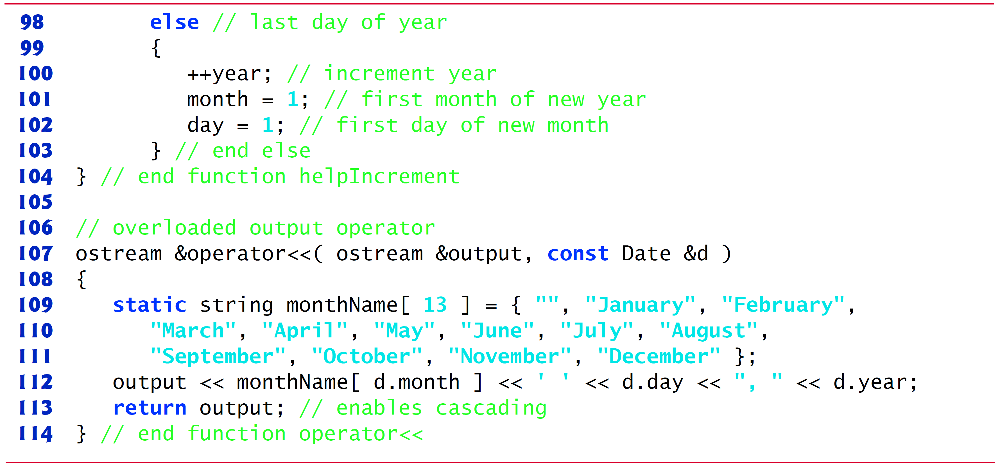 98 else // last day of year
99 {
100 ++year; // increment year
101 month = 1; // first month of new year
102 day = 1; // first day of new month
103 } // end else
104 } // end function helpIncrement
105
106 // overloaded output operator
107 ostream &operator<<( ostream &output, const Date &d )
108 {
109 static string monthName[ 13 ] = { "", "January", "February",
110 "March", "April", "May", "June", "July", "August",
111 "September", "October", "November", "December" };
112 output << monthName[ d.month ] << ' ' << d.day << ", " << d.year;
113 return output; // enables cascading
114 } // end function operator<<